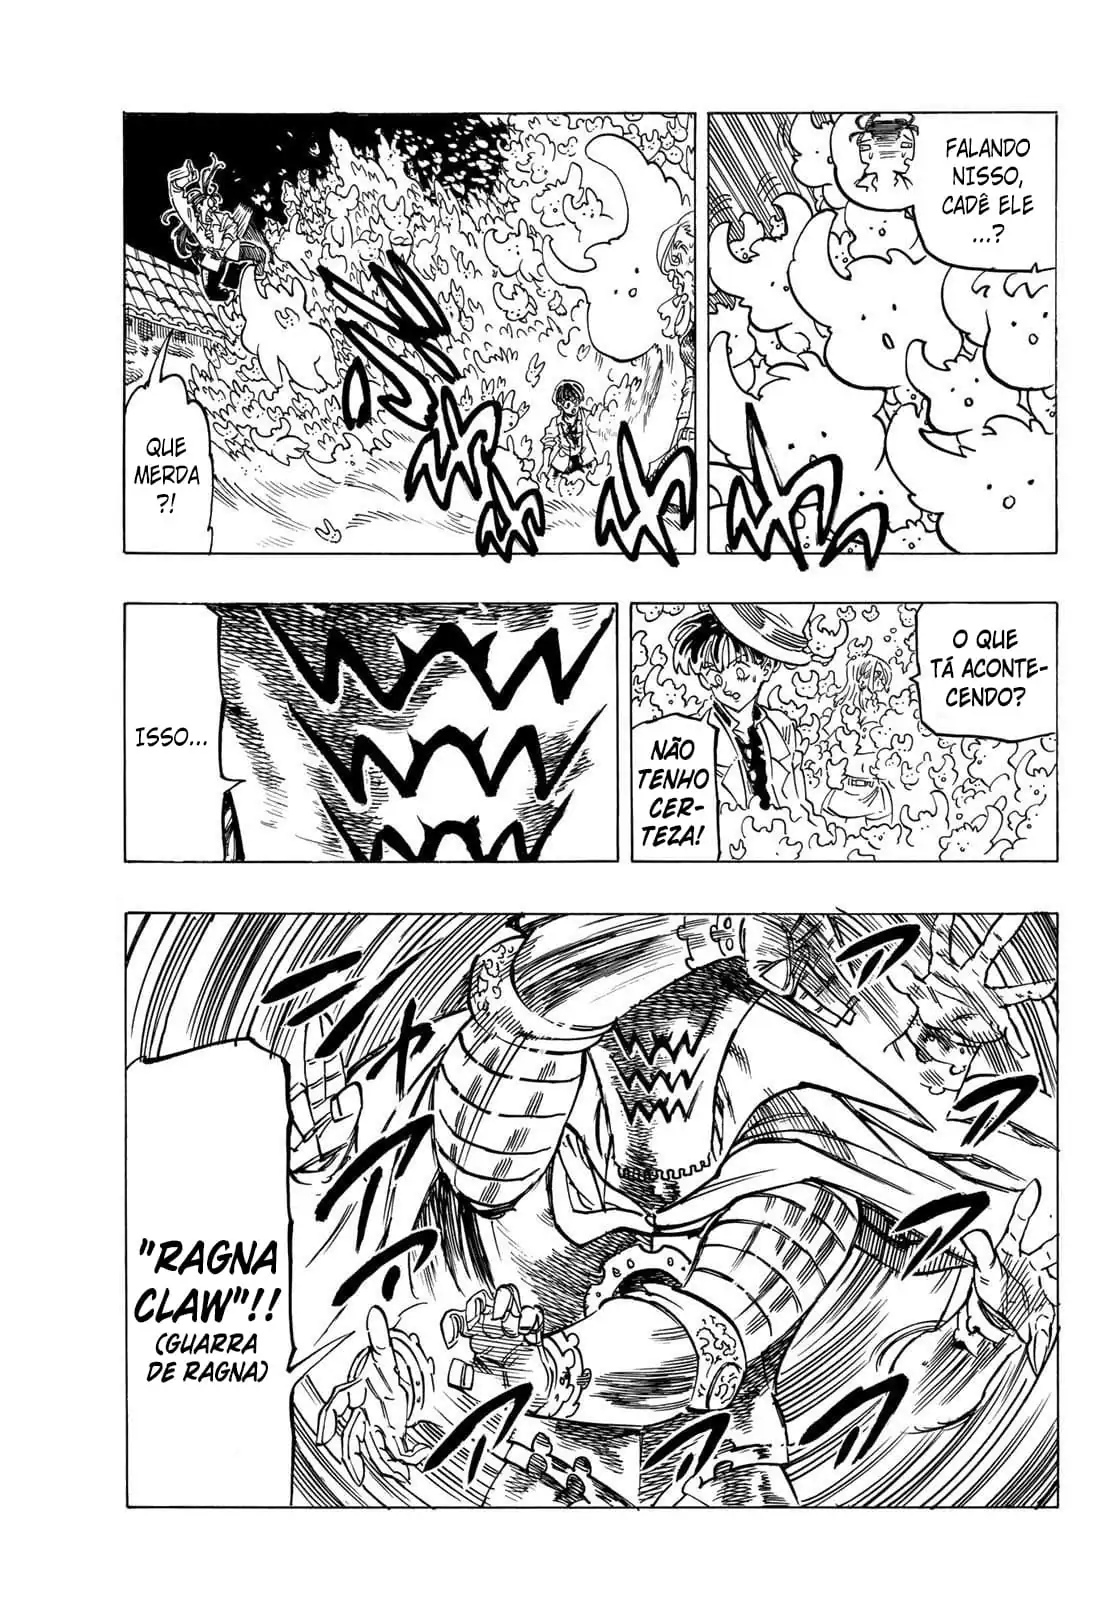 FALANDO
NISSO,
CADÊ ELE
...?
QUE
MERDA
?!
O QUE
TÁ ACONTE-
CENDO?
NÃO
TENHO
CER-
TEZA!
ISSO...
"RAGNA
CLAW"!!
(GUARRA
DE RAGNA)